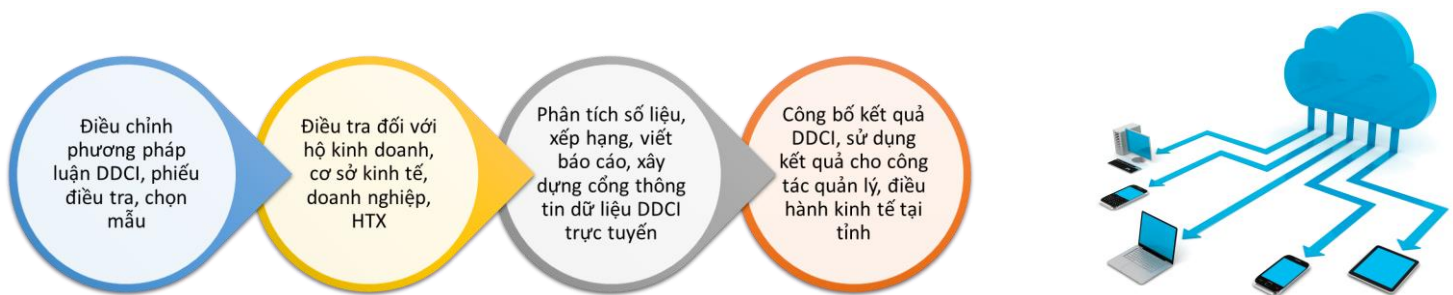 Điều chỉnh
phương pháp
luận DDCI, phiếu
điều tra, chọn
mẫu
Điều tra đối với
hộ kinh doanh,
cơ sở kinh tế,
doanh nghiệp,
HTX
Phân tích số liệu,
xếp hạng, viết
báo cáo, xây
dựng cổng thông
tin dữ liệu DDCI
trực tuyến
Công bố kết quả
DDCI, sử dụng
kết quả cho công
tác quản lý, điều
hành kinh tế tại
tỉnh